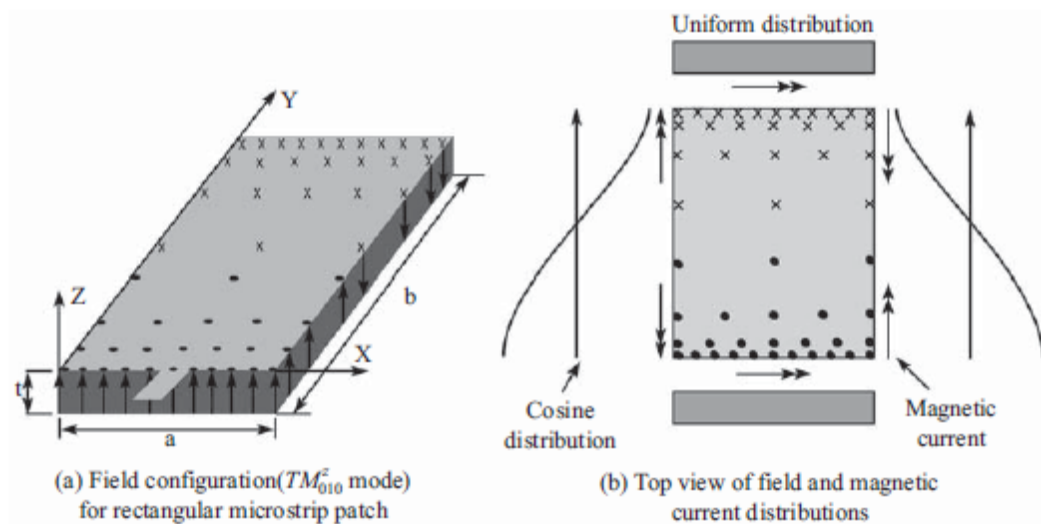 Uniform distribution
Y
Z
b
X
t
a
Cosine
distribution
Magnetic
current
(a) Field configuration($TM^{z}_{010}$ mode)
for rectangular microstrip patch
(b) Top view of field and magnetic
current distributions